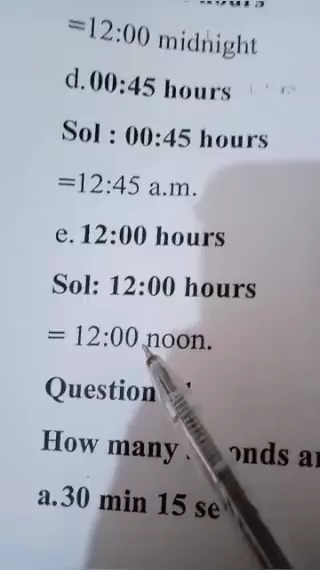 =12:00 midnight
d.00:45 hours
Sol : 00:45 hours
=12:45 a.m.
e. 12:00 hours
Sol: 12:00 hours
= 12:00 noon.
Question
How many
a.30 min 15 se